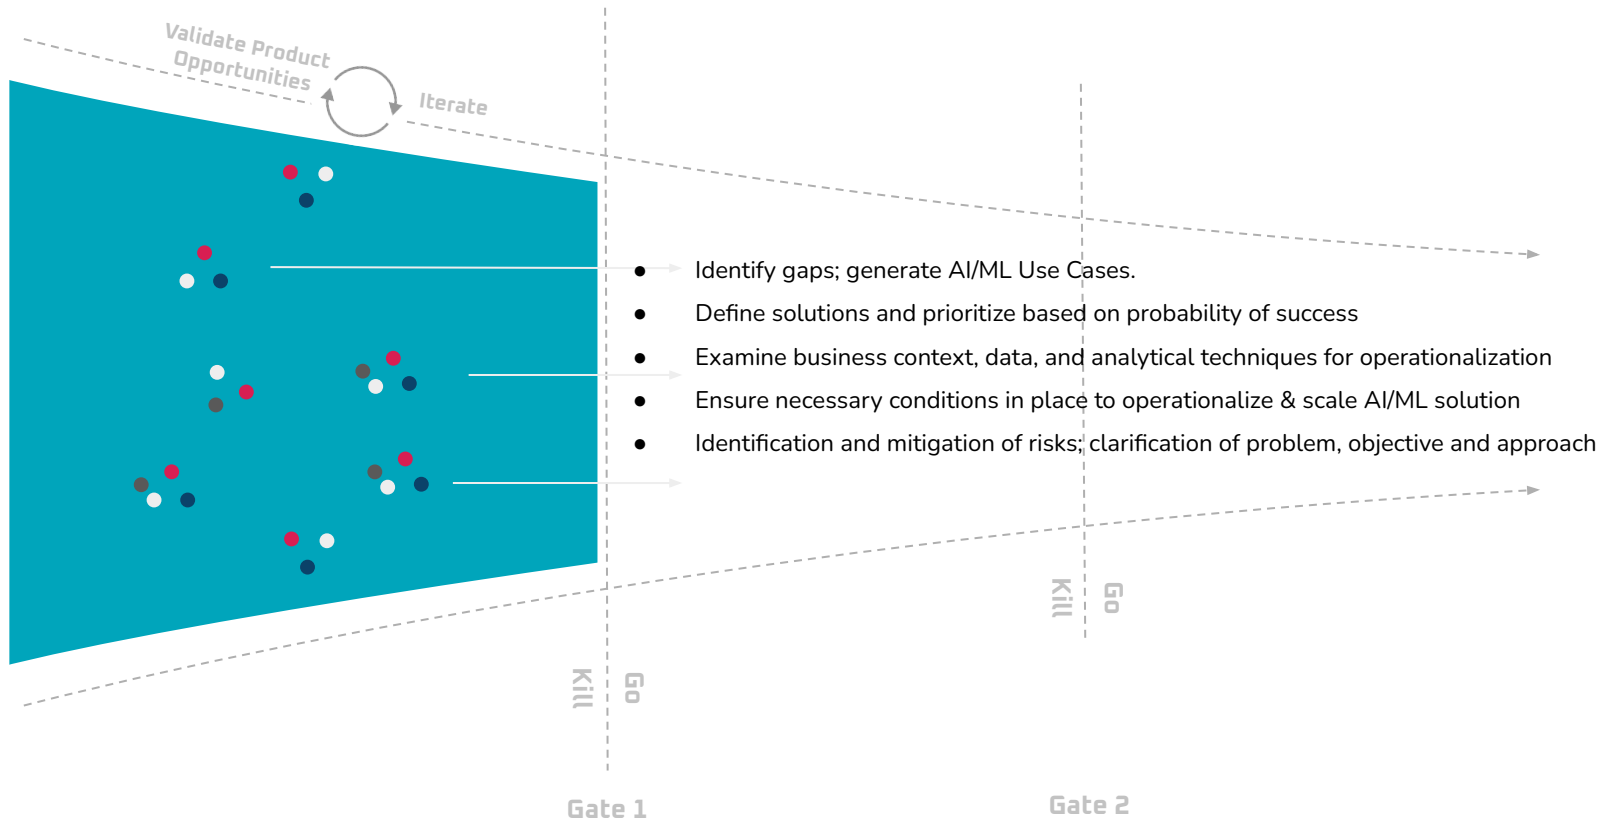 Validate Product
Opportunities
Iterate
● Identify gaps; generate AI/ML Use Cases.
● Define solutions and prioritize based on probability of success
● Examine business context, data, and analytical techniques for operationalization
● Ensure necessary conditions in place to operationalize & scale AI/ML solution
● Identification and mitigation of risks; clarification of problem, objective and approach
Kill
Go
Kill
Go
Gate 1
Gate 2